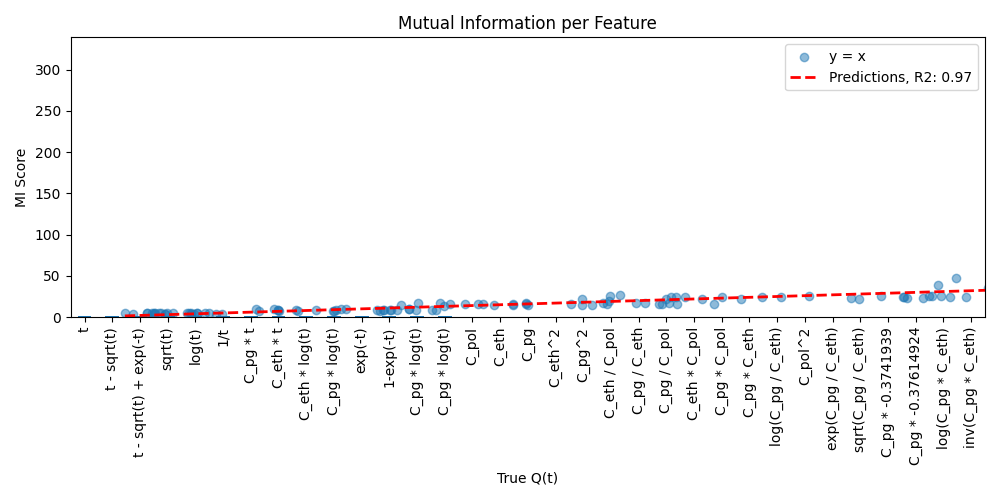 Mutual Information per Feature
y = x
Predictions, R2: 0.97
MI Score
300
250
200
150
100
50
0
t
t - sqrt(t)
t - sqrt(t) + exp(-t)
sqrt(t)
log(t)
1/t
C_pg * t
C_eth * t
C_eth * log(t)
C_pg * log(t)
exp(-t)
1-exp(-t)
C_pg * log(t)
C_pg * log(t)
C_pol
C_eth
C_pg
C_eth^2
C_pg^2
C_eth / C_pol
C_pg / C_eth
C_pg / C_pol
C_eth * C_pol
C_pg * C_pol
C_pg * C_eth
log(C_pg / C_eth)
C_pol^2
exp(C_pg / C_eth)
sqrt(C_pg / C_eth)
C_pg * -0.3741939
C_pg * -0.37614924
log(C_pg * C_eth)
inv(C_pg * C_eth)
True Q(t)